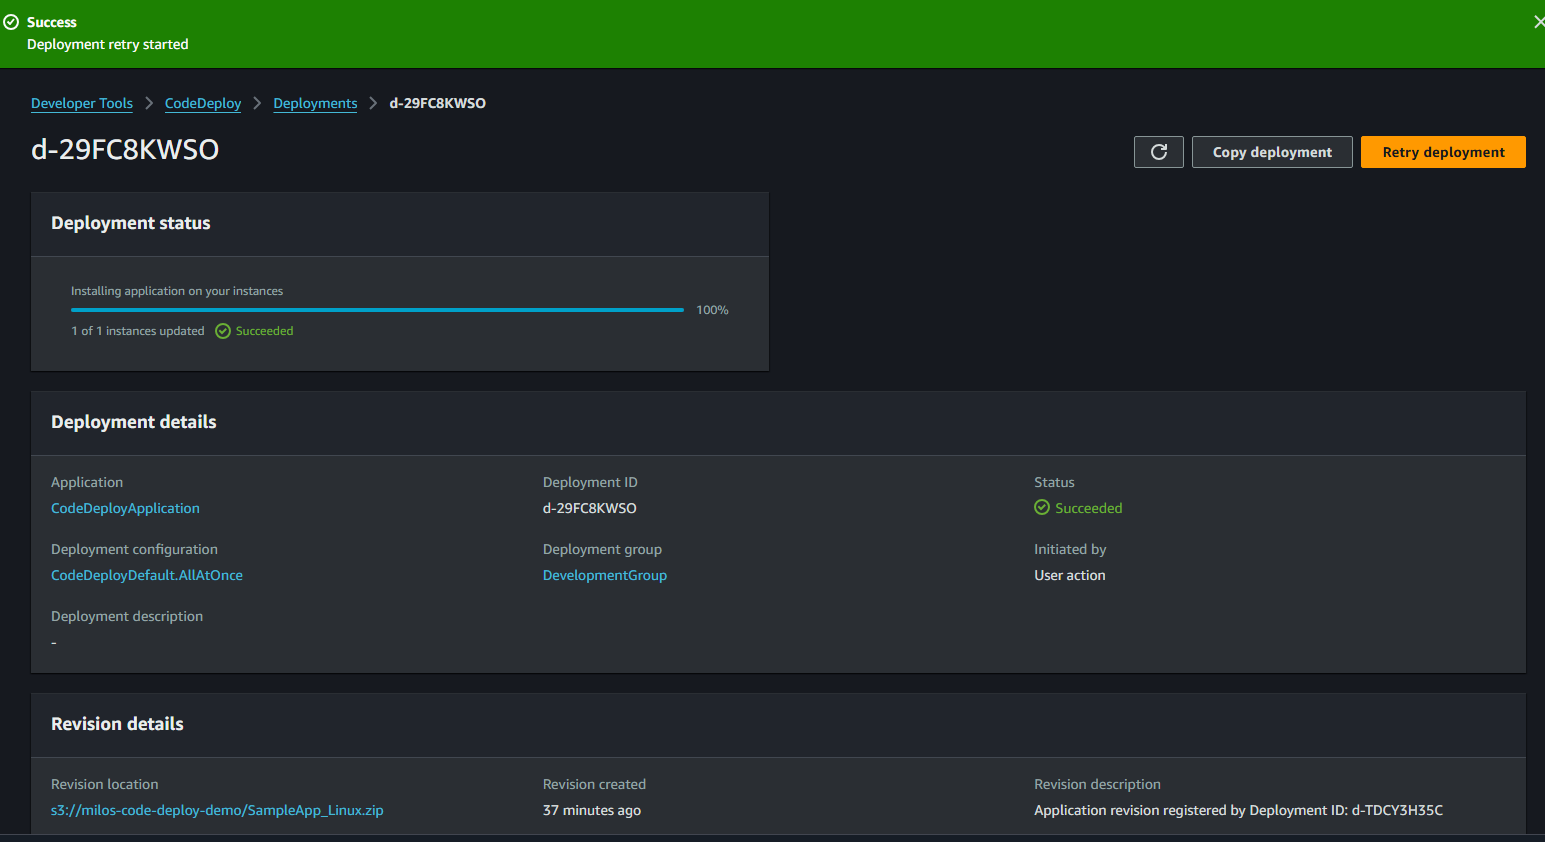 Success
Deployment retry started
Developer Tools
CodeDeploy
Deployments
d-29FC8KWSO
d-29FC8KWSO
Copy deployment
Retry deployment
Deployment status
Installing application on your instances
100%
1 of 1 instances updated
Succeeded
Deployment details
Application
Deployment ID
Status
CodeDeployApplication
d-29FC8KWSO
Succeeded
Deployment configuration
Deployment group
Initiated by
CodeDeployDefault.AllAtOnce
DevelopmentGroup
User action
Deployment description
-
Revision details
Revision location
Revision created
Revision description
s3://milos-code-deploy-demo/SampleApp_Linux.zip
37 minutes ago
Application revision registered by Deployment ID: d-TDCY3H35C